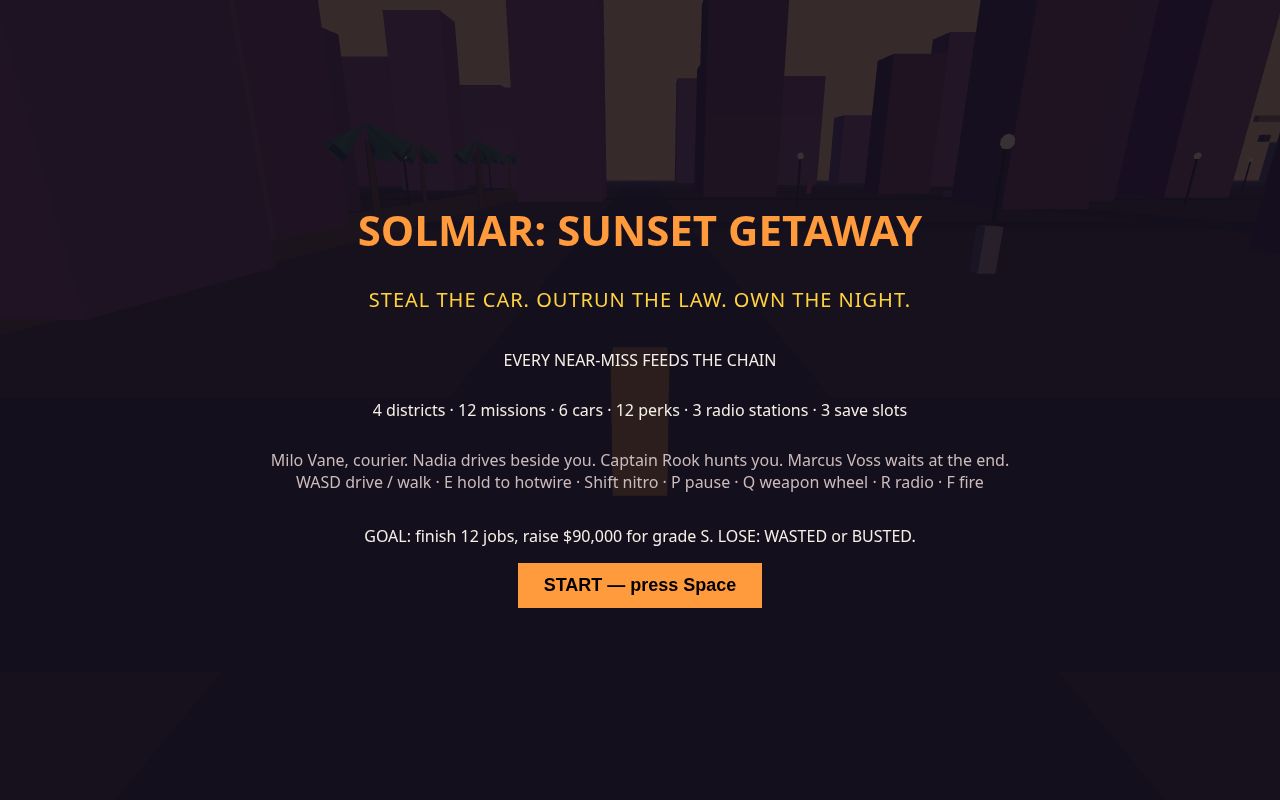 SOLMAR: SUNSET GETAWAY
STEAL THE CAR. OUTRUN THE LAW. OWN THE NIGHT.
EVERY NEAR-MISS FEEDS THE CHAIN
4 districts · 12 missions · 6 cars · 12 perks · 3 radio stations · 3 save slots
Milo Vane, courier. Nadia drives beside you. Captain Rook hunts you. Marcus Voss waits at the end.
WASD drive / walk · E hold to hotwire · Shift nitro · P pause · Q weapon wheel · R radio · F fire
GOAL: finish 12 jobs, raise $90,000 for grade S. LOSE: WASTED or BUSTED.
START — press Space